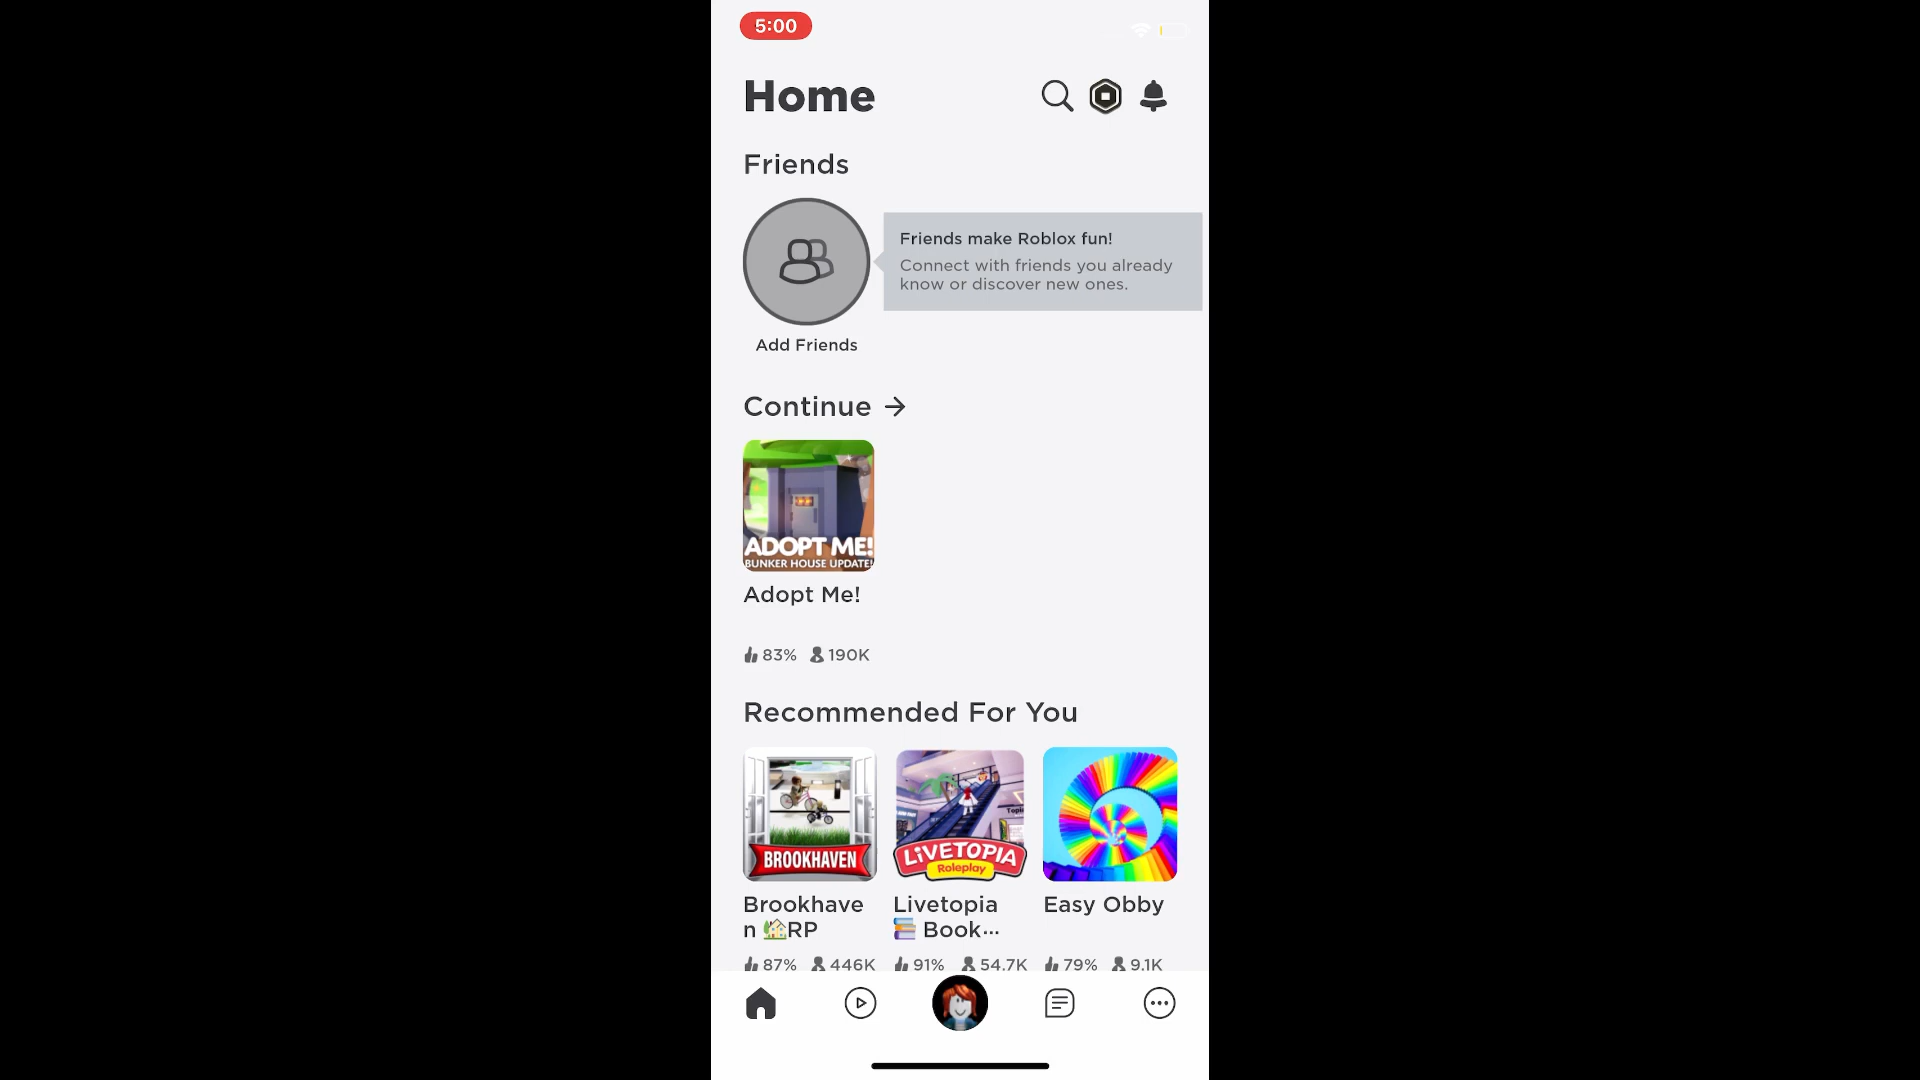 5:00
Home
Friends
Friends make Roblox fun!
Connect with friends you already
know or discover new ones.
Add Friends
Continue →
ADOPT ME!
BUNKER HOUSE UPDATE!
Adopt Me!
83% 190K
Recommended For You
BROOKHAVEN
LIVETOPIA
Roleplay
Brookhave
n 🏡RP
Livetopia
📚 Book...
Easy Obby
87% 446K
91% 54.7K
79% 9.1K